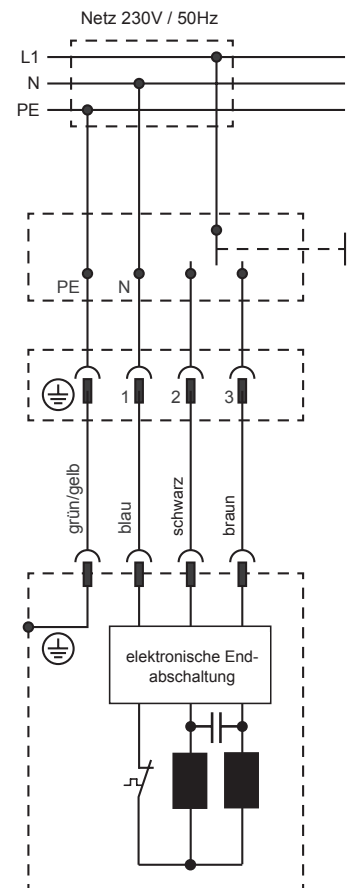 Netz 230V / 50Hz
L1
N
PE
PE
N
1
2
3
grün/gelb
blau
schwarz
braun
elektronische End-
abschaltung